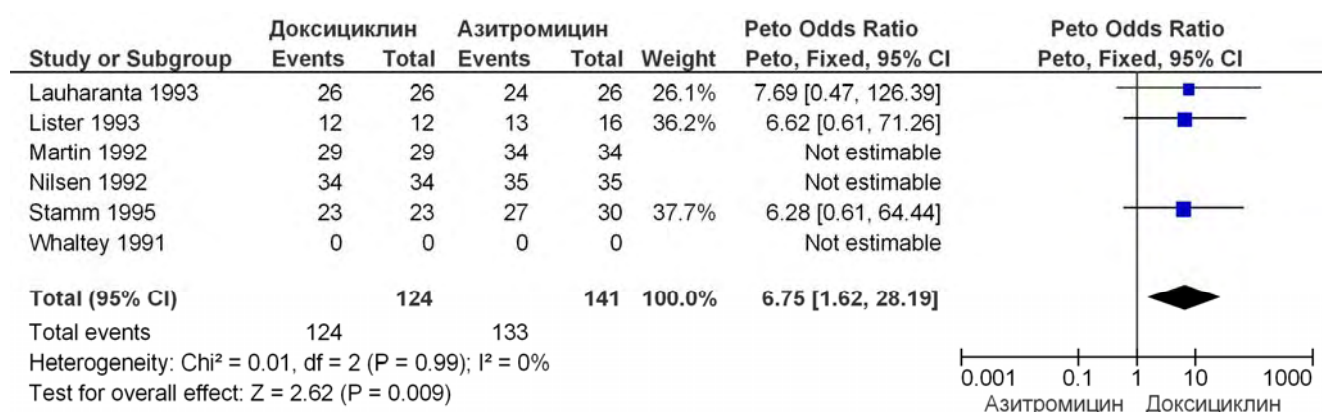 Доксициклин Азитромицин Peto Odds Ratio Peto Odds Ratio
Study or Subgroup Events Total Events Total Weight Peto, Fixed, 95% CI Peto, Fixed, 95% CI
Lauharanta 1993 26 26 24 26 26.1% 7.69 [0.47, 126.39]
Lister 1993 12 12 13 16 36.2% 6.62 [0.61, 71.26]
Martin 1992 29 29 34 34 Not estimable
Nilsen 1992 34 34 35 35 Not estimable
Stamm 1995 23 23 27 30 37.7% 6.28 [0.61, 64.44]
Whaltey 1991 0 0 0 0 Not estimable
Total (95% CI) 124 141 100.0% 6.75 [1.62, 28.19]
Total events 124 133
Heterogeneity: Chi² = 0.01, df = 2 (P = 0.99); I² = 0%
Test for overall effect: Z = 2.62 (P = 0.009)
0.001 0.1 1 10 1000
Азитромицин Доксициклин